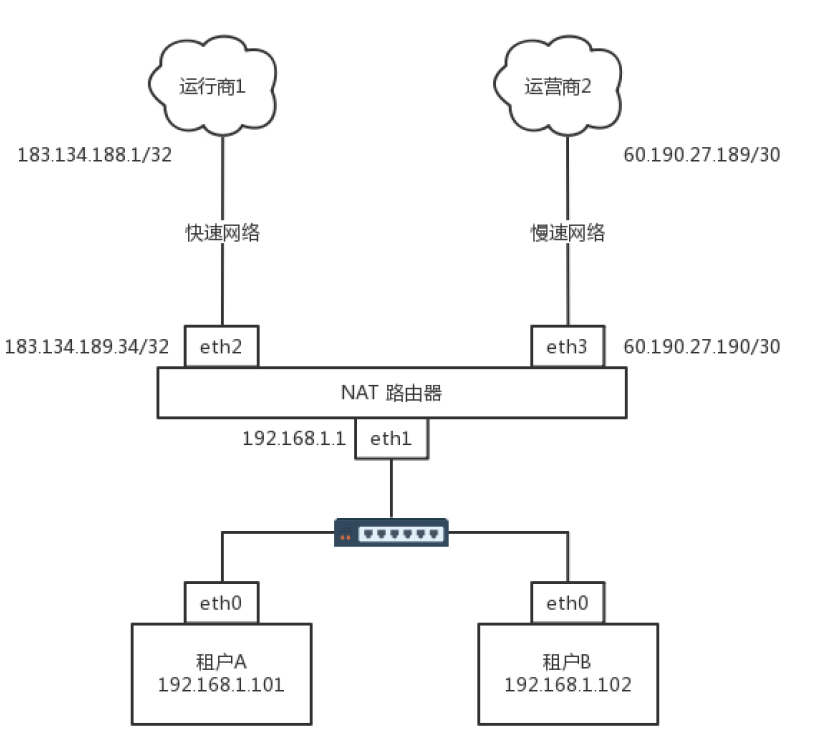 运行商1
运营商2
183.134.188.1/32
60.190.27.189/30
快速网络
慢速网络
183.134.189.34/32
eth2
eth3
60.190.27.190/30
NAT 路由器
192.168.1.1
eth1
eth0
eth0
租户A
192.168.1.101
租户B
192.168.1.102